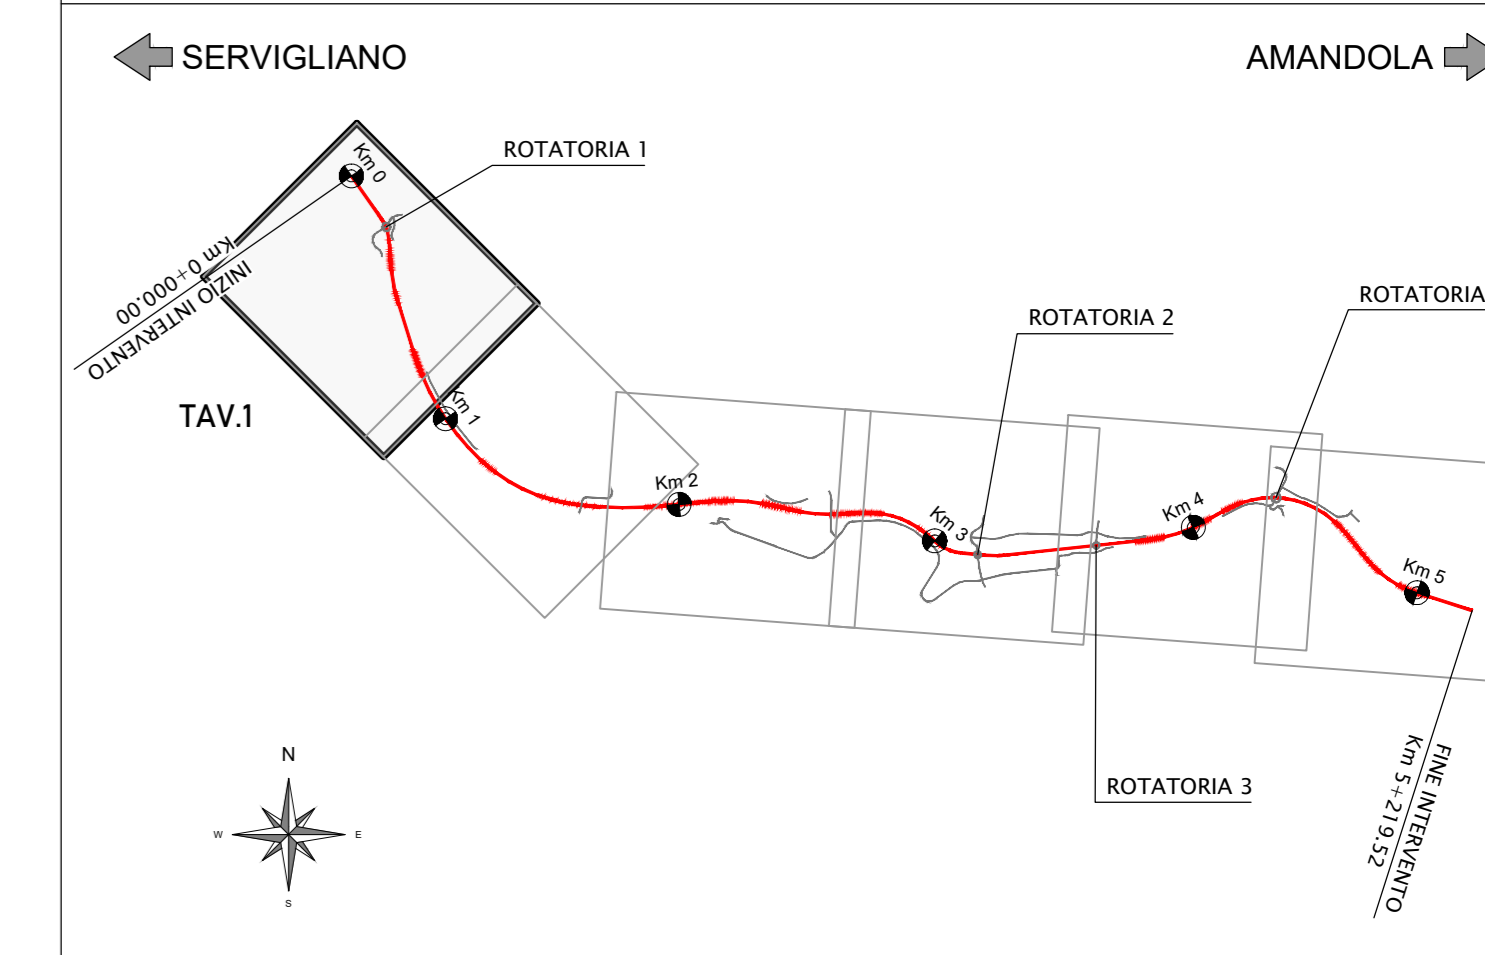 SERVIGLIANO
AMANDOLA
Km 0
ROTATORIA 1
Km 0+000.00
INIZIO INTERVENTO
TAV.1
Km 1
ROTATORIA 2
ROTATORIA
Km 2
Km 3
Km 4
Km 5
ROTATORIA 3
FINE INTERVENTO
Km 5+219.52
N
W
E
S